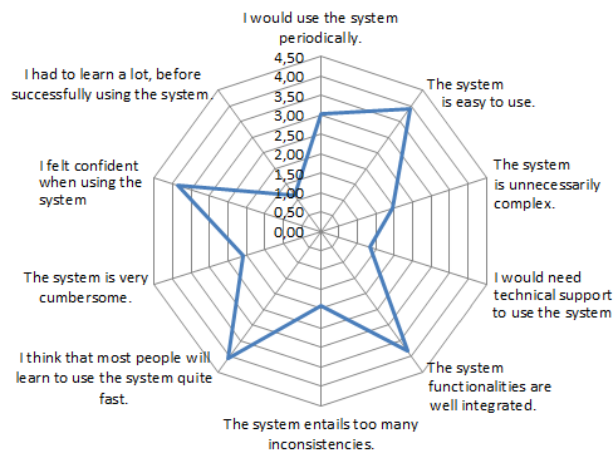 I would use the system
periodically.
4,50
4,00
3,50
3,00
2,50
2,00
1,50
1,00
0,50
0,00
The system
is easy to use.
The system
is unnecessarily
complex.
I would need
technical support
to use the system
The system
functionalities are
well integrated.
The system entails too many
inconsistencies.
I think that most people will
learn to use the system quite
fast.
The system is very
cumbersome.
I felt confident
when using the
system
I had to learn a lot, before
successfully using the system.